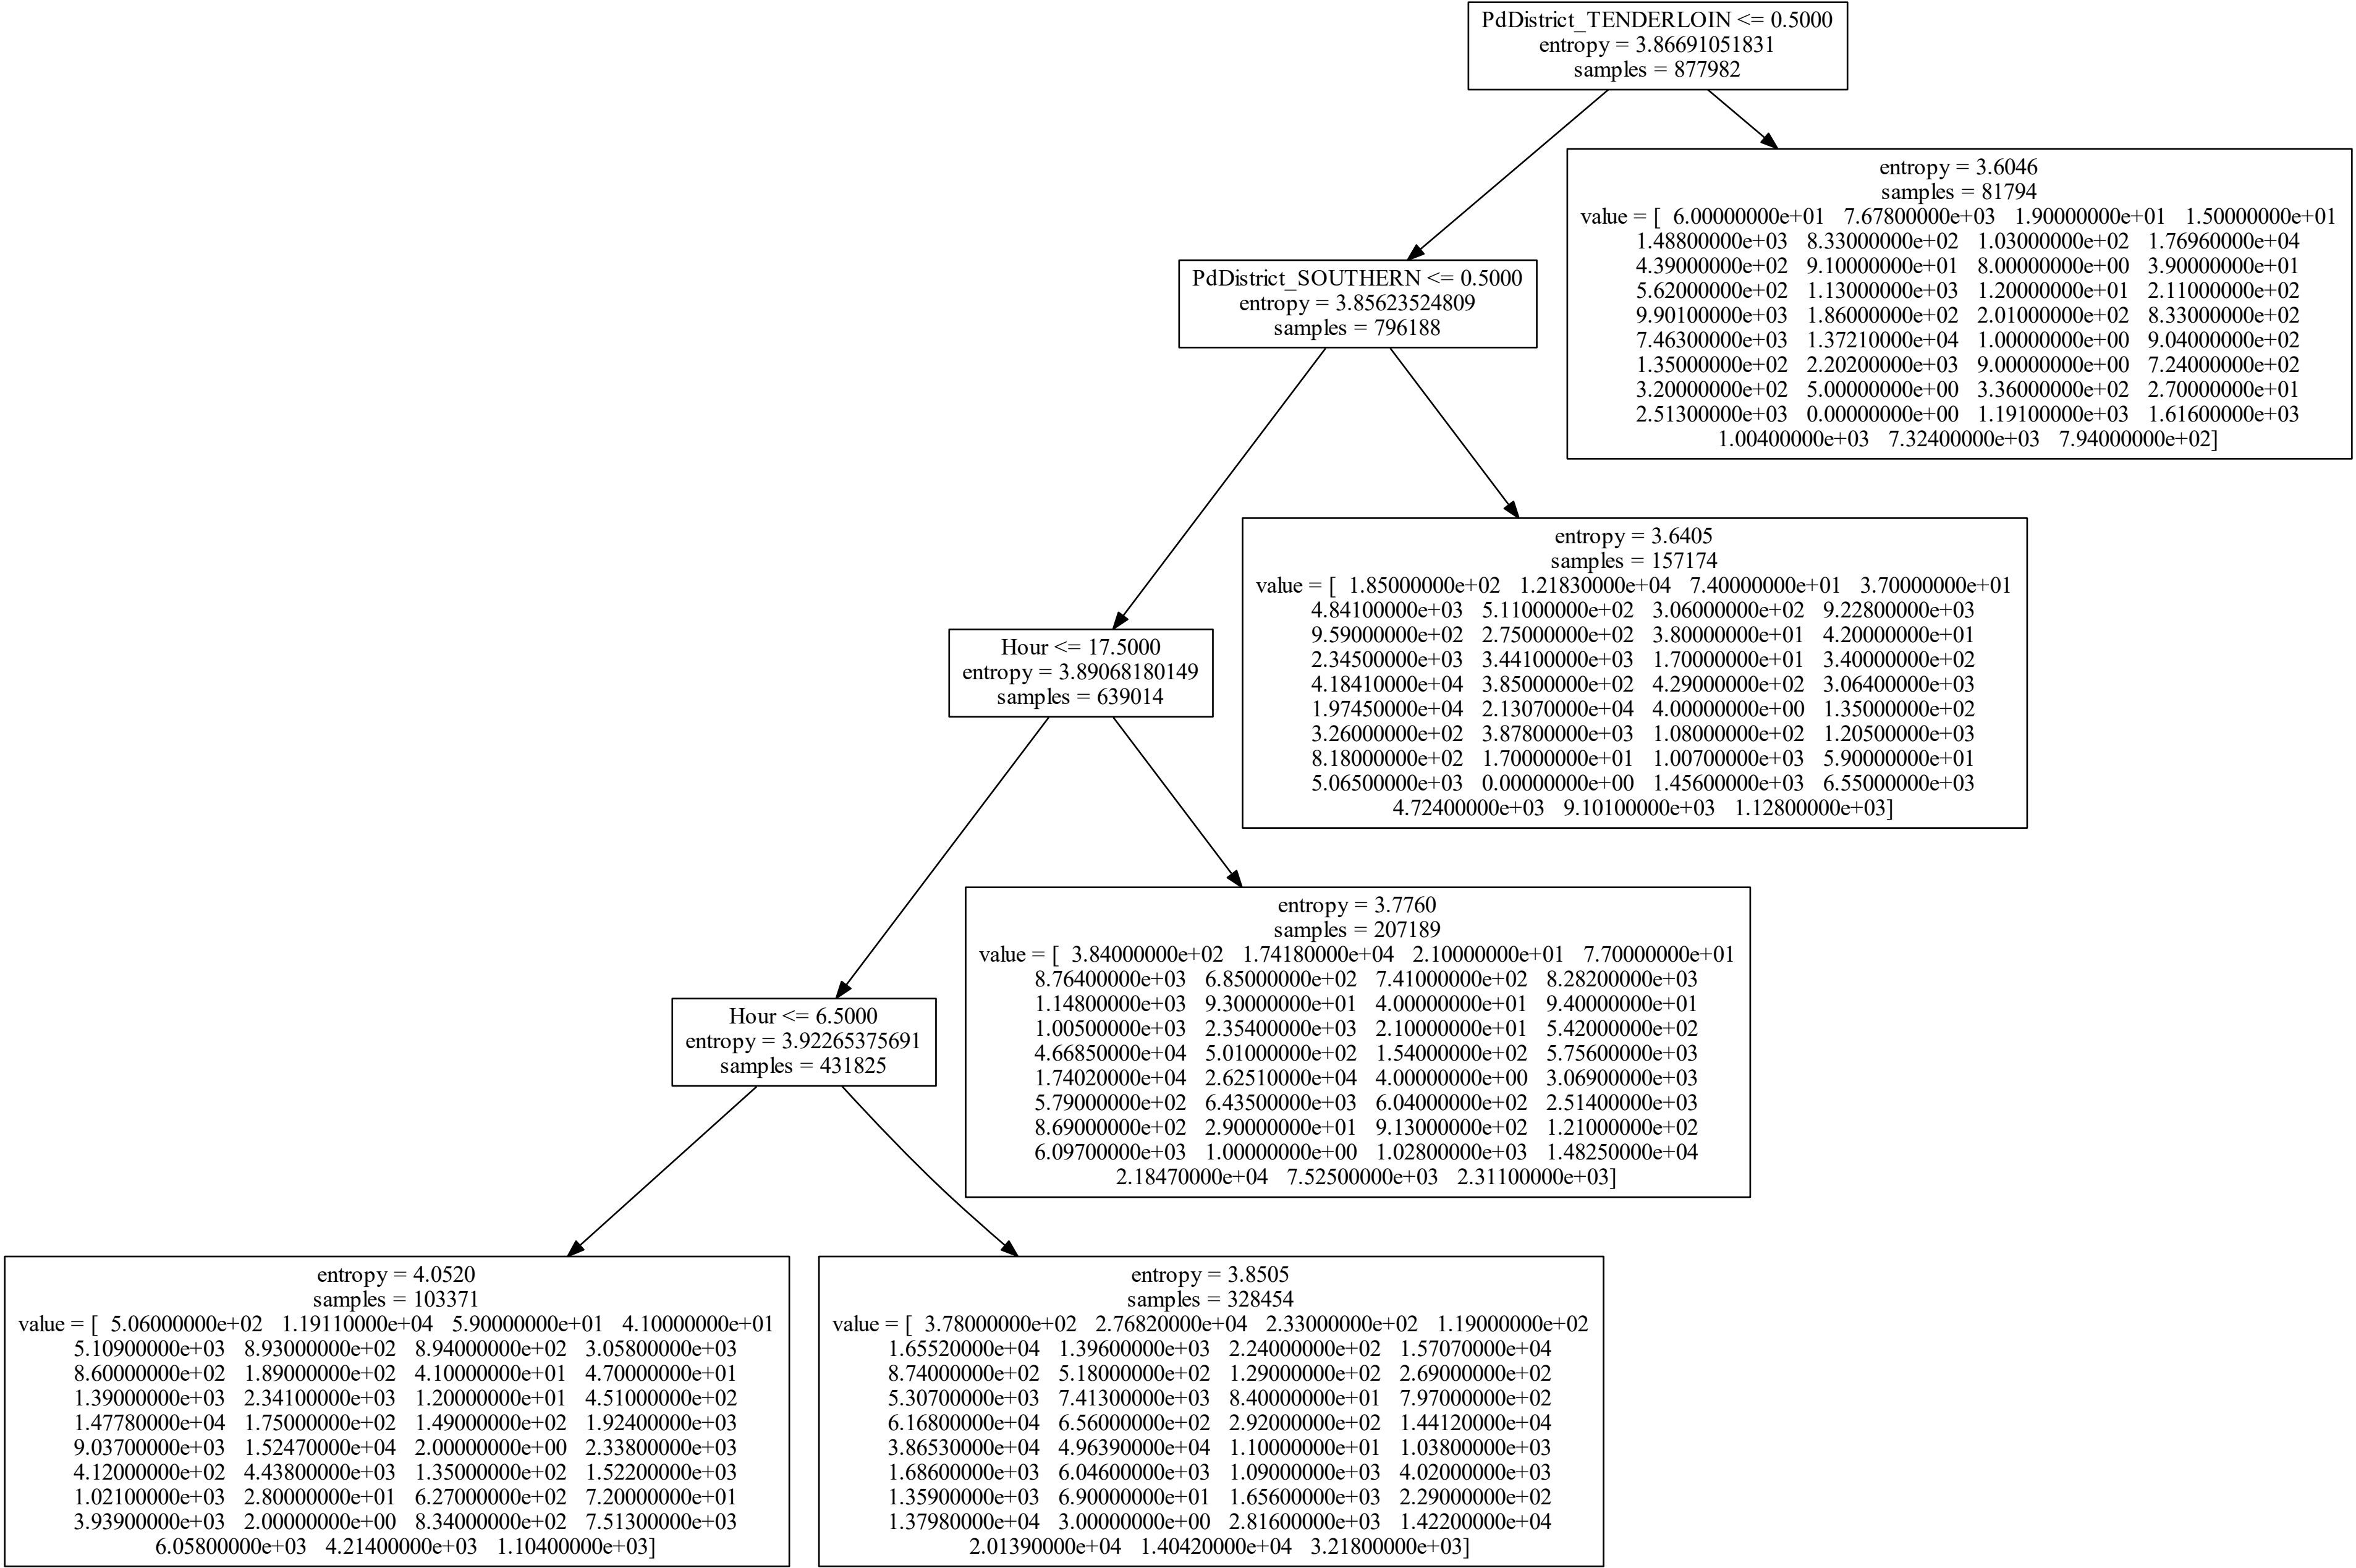 PdDistrict_TENDERLOIN <= 0.5000
entropy = 3.86691051831
samples = 877982
entropy = 3.6046
samples = 81794
value = [ 6.00000000e+01 7.67800000e+03 1.90000000e+01 1.50000000e+01
1.48800000e+03 8.33000000e+02 1.03000000e+02 1.76960000e+04
4.39000000e+02 9.10000000e+01 8.00000000e+00 3.90000000e+01
5.62000000e+02 1.13000000e+03 1.20000000e+01 2.11000000e+02
9.90100000e+03 1.86000000e+02 2.01000000e+02 8.33000000e+02
7.46300000e+03 1.37210000e+04 1.00000000e+00 9.04000000e+02
1.35000000e+02 2.20200000e+03 9.00000000e+00 7.24000000e+02
3.20000000e+02 5.00000000e+00 3.36000000e+02 2.70000000e+01
2.51300000e+03 0.00000000e+00 1.19100000e+03 1.61600000e+03
1.00400000e+03 7.32400000e+03 7.94000000e+02]
PdDistrict_SOUTHERN <= 0.5000
entropy = 3.85623524809
samples = 796188
entropy = 3.6405
samples = 157174
value = [ 1.85000000e+02 1.21830000e+04 7.40000000e+01 3.70000000e+01
4.84100000e+03 5.11000000e+02 3.06000000e+02 9.22800000e+03
9.59000000e+02 2.75000000e+02 3.80000000e+01 4.20000000e+01
2.34500000e+03 3.44100000e+03 1.70000000e+01 3.40000000e+02
4.18410000e+04 3.85000000e+02 4.29000000e+02 3.06400000e+03
1.97450000e+04 2.13070000e+04 4.00000000e+00 1.35000000e+02
3.26000000e+02 3.87800000e+03 1.08000000e+02 1.20500000e+03
8.18000000e+02 1.70000000e+01 1.00700000e+03 5.90000000e+01
5.06500000e+03 0.00000000e+00 1.45600000e+03 6.55000000e+03
4.72400000e+03 9.10100000e+03 1.12800000e+03]
Hour <= 17.5000
entropy = 3.89068180149
samples = 639014
entropy = 3.7760
samples = 207189
value = [ 3.84000000e+02 1.74180000e+04 2.10000000e+01 7.70000000e+01
8.76400000e+03 6.85000000e+02 7.41000000e+02 8.28200000e+03
1.14800000e+03 9.30000000e+01 4.00000000e+01 9.40000000e+01
1.00500000e+03 2.35400000e+03 2.10000000e+01 5.42000000e+02
4.66850000e+04 5.01000000e+02 1.54000000e+02 5.75600000e+03
1.74020000e+04 2.62510000e+04 4.00000000e+00 3.06900000e+03
5.79000000e+02 6.43500000e+03 6.04000000e+02 2.51400000e+03
8.69000000e+02 2.90000000e+01 9.13000000e+02 1.21000000e+02
6.09700000e+03 1.00000000e+00 1.02800000e+03 1.48250000e+04
2.18470000e+04 7.52500000e+03 2.31100000e+03]
Hour <= 6.5000
entropy = 3.92265375691
samples = 431825
entropy = 4.0520
samples = 103371
value = [ 5.06000000e+02 1.19110000e+04 5.90000000e+01 4.10000000e+01
5.10900000e+03 8.93000000e+02 8.94000000e+02 3.05800000e+03
8.60000000e+02 1.89000000e+02 4.10000000e+01 4.70000000e+01
1.39000000e+03 2.34100000e+03 1.20000000e+01 4.51000000e+02
1.47780000e+04 1.75000000e+02 1.49000000e+02 1.92400000e+03
9.03700000e+03 1.52470000e+04 2.00000000e+00 2.33800000e+03
4.12000000e+02 4.43800000e+03 1.35000000e+02 1.52200000e+03
1.02100000e+03 2.80000000e+01 6.27000000e+02 7.20000000e+01
3.93900000e+03 2.00000000e+00 8.34000000e+02 7.51300000e+03
6.05800000e+03 4.21400000e+03 1.10400000e+03]
entropy = 3.8505
samples = 328454
value = [ 3.78000000e+02 2.76820000e+04 2.33000000e+02 1.19000000e+02
1.65520000e+04 1.39600000e+03 2.24000000e+02 1.57070000e+04
8.74000000e+02 5.18000000e+02 1.29000000e+02 2.69000000e+02
5.30700000e+03 7.41300000e+03 8.40000000e+01 7.97000000e+02
6.16800000e+04 6.56000000e+02 2.92000000e+02 1.44120000e+04
3.86530000e+04 4.96390000e+04 1.10000000e+01 1.03800000e+03
1.68600000e+03 6.04600000e+03 1.09000000e+03 4.02000000e+03
1.35900000e+03 6.90000000e+01 1.65600000e+03 2.29000000e+02
1.37980000e+04 3.00000000e+00 2.81600000e+03 1.42200000e+04
2.01390000e+04 1.40420000e+04 3.21800000e+03]